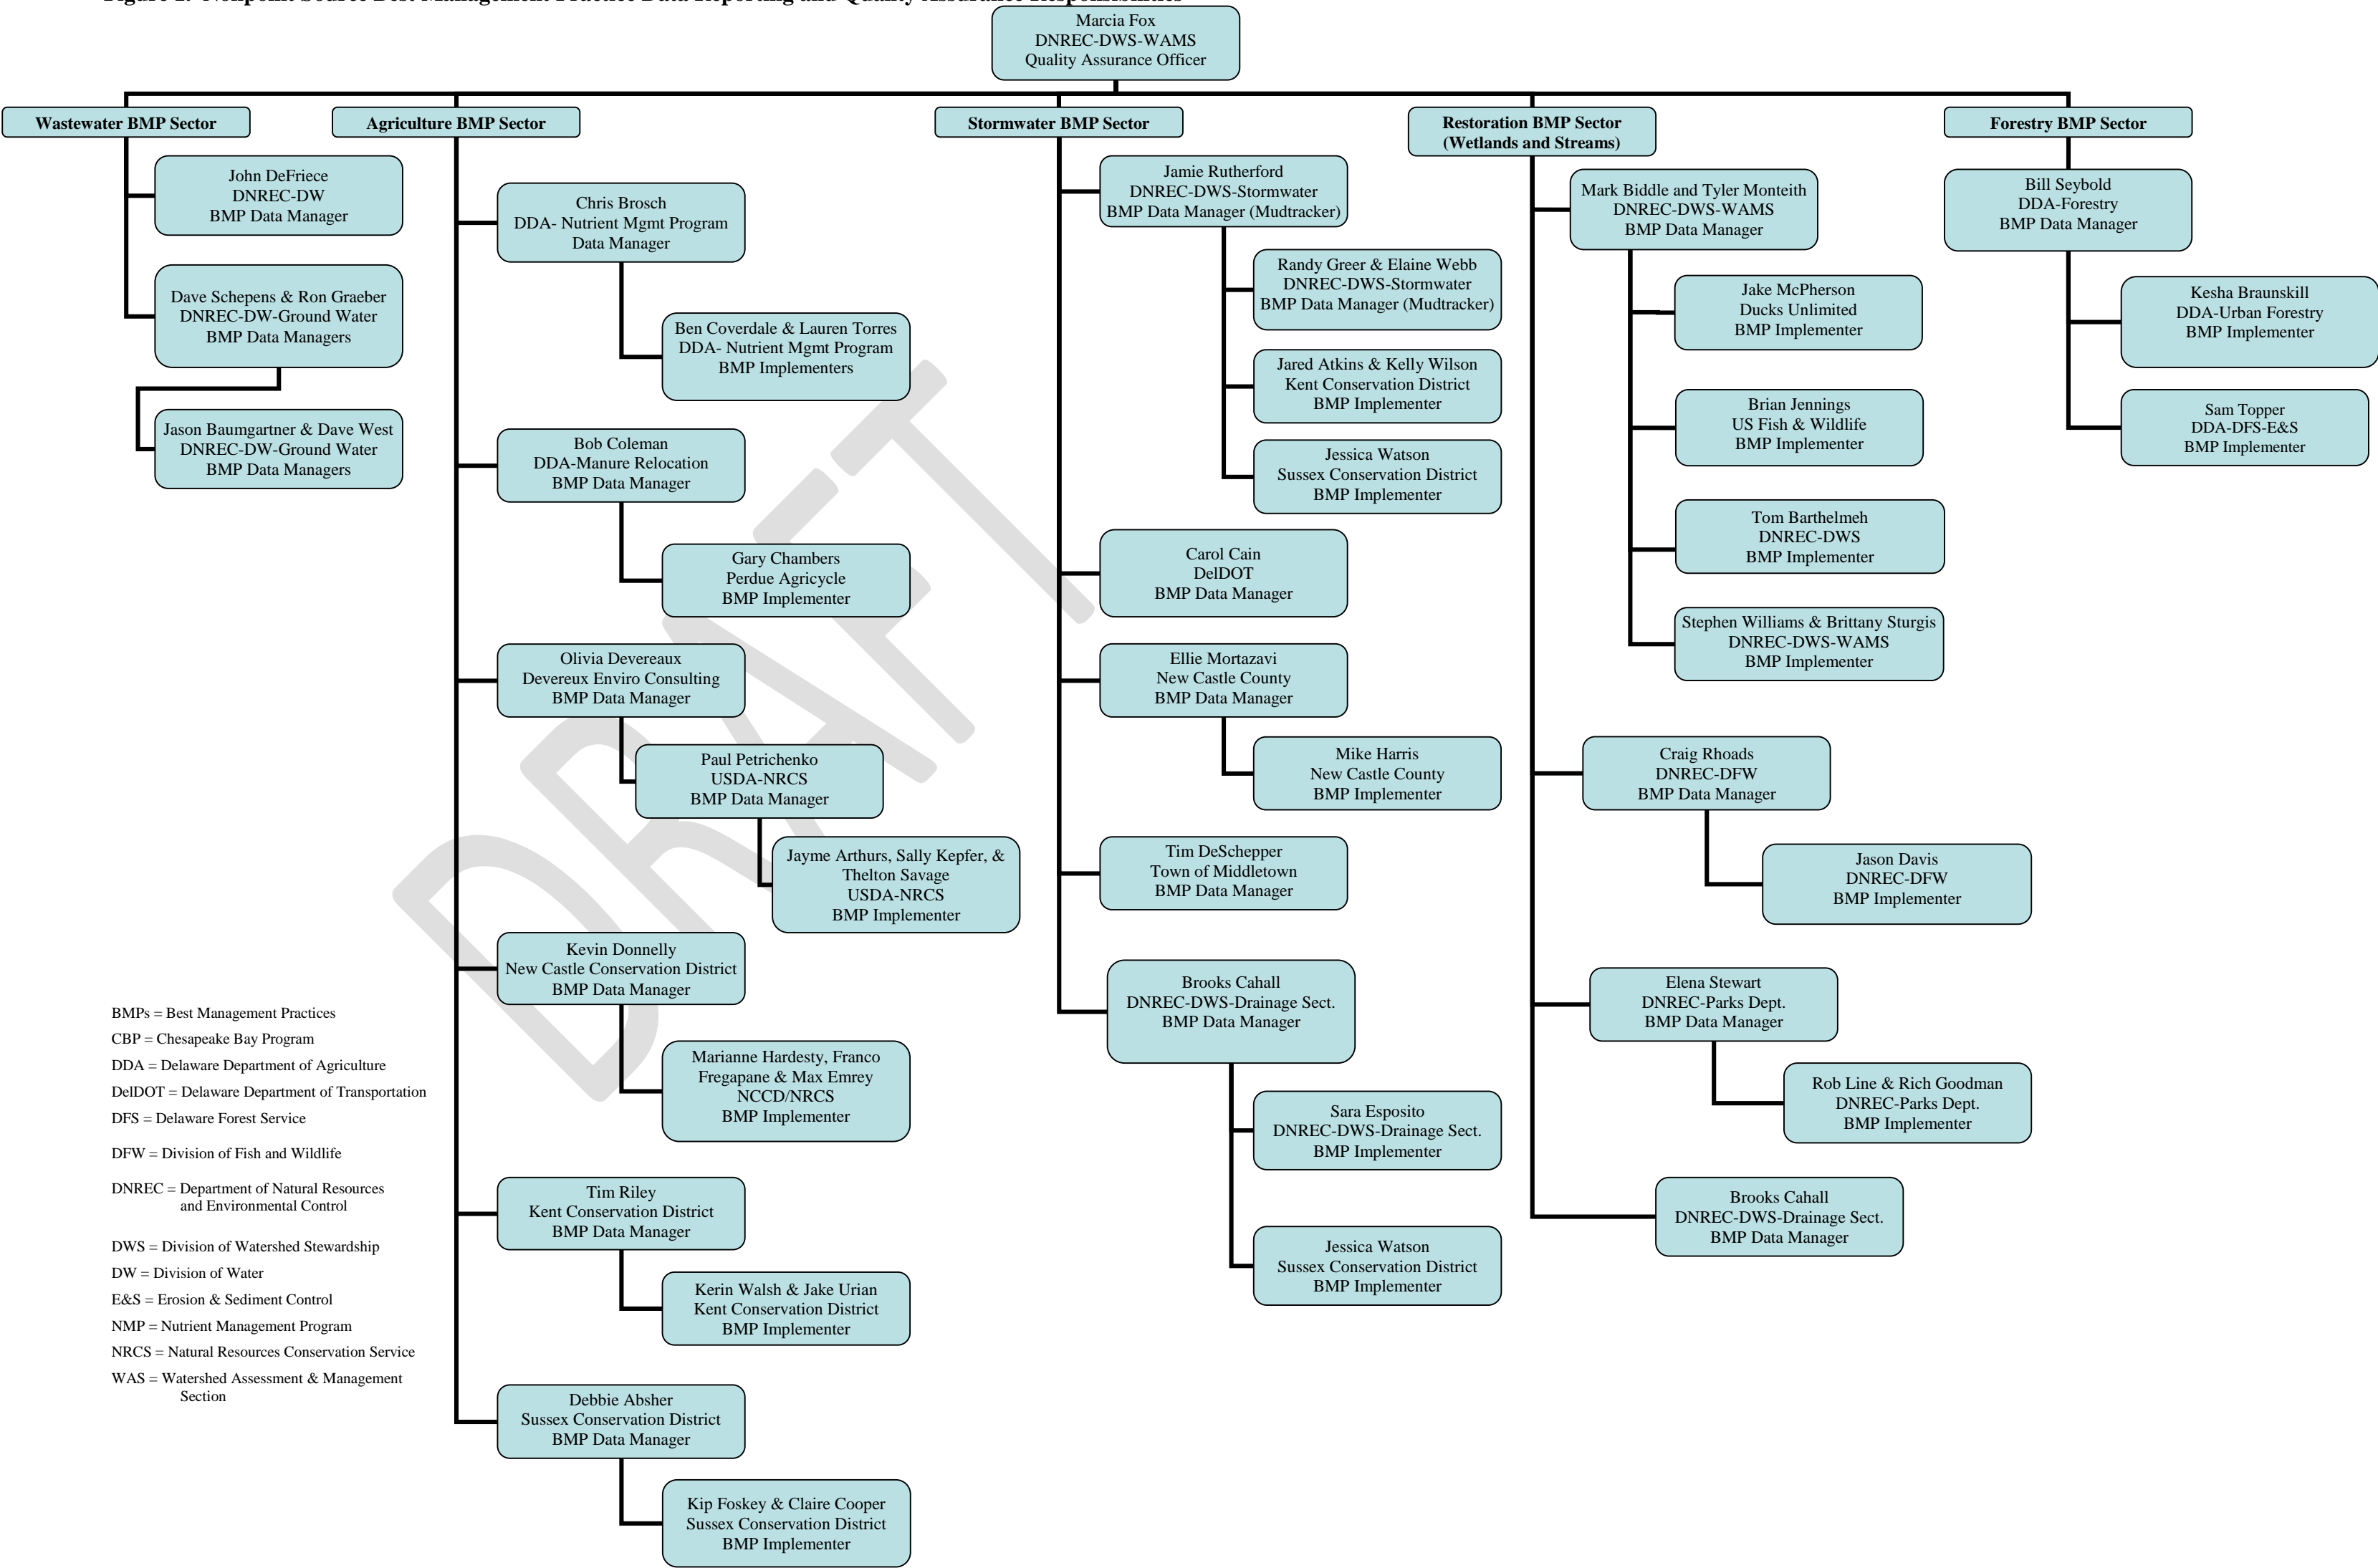 Figure 1. Nonpoint Source Best Management Practice Data Reporting and Quality Assurance Responsibilities
Marcia Fox
DNREC-DWS-WAMS
Quality Assurance Officer
Wastewater BMP Sector
John DeFriece
DNREC-DW
BMP Data Manager
Dave Schepens & Ron Graeber
DNREC-DW-Ground Water
BMP Data Managers
Jason Baumgartner & Dave West
DNREC-DW-Ground Water
BMP Data Managers
Agriculture BMP Sector
Chris Brosch
DDA- Nutrient Mgmt Program
Data Manager
Ben Coverdale & Lauren Torres
DDA- Nutrient Mgmt Program
BMP Implementers
Bob Coleman
DDA-Manure Relocation
BMP Data Manager
Gary Chambers
Perdue Agricycle
BMP Implementer
Olivia Devereaux
Devereux Enviro Consulting
BMP Data Manager
Paul Petrichenko
USDA-NRCS
BMP Data Manager
Jayme Arthurs, Sally Kepfer, &
Thelton Savage
USDA-NRCS
BMP Implementer
Kevin Donnelly
New Castle Conservation District
BMP Data Manager
Marianne Hardesty, Franco
Fregapane & Max Emrey
NCCD/NRCS
BMP Implementer
Tim Riley
Kent Conservation District
BMP Data Manager
Kerin Walsh & Jake Urian
Kent Conservation District
BMP Implementer
Debbie Absher
Sussex Conservation District
BMP Data Manager
Kip Foskey & Claire Cooper
Sussex Conservation District
BMP Implementer
Stormwater BMP Sector
Jamie Rutherford
DNREC-DWS-Stormwater
BMP Data Manager (Mudtracker)
Randy Greer & Elaine Webb
DNREC-DWS-Stormwater
BMP Data Manager (Mudtracker)
Jared Atkins & Kelly Wilson
Kent Conservation District
BMP Implementer
Jessica Watson
Sussex Conservation District
BMP Implementer
Carol Cain
DelDOT
BMP Data Manager
Ellie Mortazavi
New Castle County
BMP Data Manager
Mike Harris
New Castle County
BMP Implementer
Tim DeSchepper
Town of Middletown
BMP Data Manager
Brooks Cahall
DNREC-DWS-Drainage Sect.
BMP Data Manager
Sara Esposito
DNREC-DWS-Drainage Sect.
BMP Implementer
Jessica Watson
Sussex Conservation District
BMP Implementer
Restoration BMP Sector
(Wetlands and Streams)
Mark Biddle and Tyler Monteith
DNREC-DWS-WAMS
BMP Data Manager
Jake McPherson
Ducks Unlimited
BMP Implementer
Brian Jennings
US Fish & Wildlife
BMP Implementer
Tom Barthelmeh
DNREC-DWS
BMP Implementer
Stephen Williams & Brittany Sturgis
DNREC-DWS-WAMS
BMP Implementer
Craig Rhoads
DNREC-DFW
BMP Data Manager
Jason Davis
DNREC-DFW
BMP Implementer
Elena Stewart
DNREC-Parks Dept.
BMP Data Manager
Rob Line & Rich Goodman
DNREC-Parks Dept.
BMP Implementer
Brooks Cahall
DNREC-DWS-Drainage Sect.
BMP Data Manager
Forestry BMP Sector
Bill Seybold
DDA-Forestry
BMP Data Manager
Kesha Braunskill
DDA-Urban Forestry
BMP Implementer
Sam Topper
DDA-DFS-E&S
BMP Implementer
BMPs = Best Management Practices
CBP = Chesapeake Bay Program
DDA = Delaware Department of Agriculture
DelDOT = Delaware Department of Transportation
DFS = Delaware Forest Service
DFW = Division of Fish and Wildlife
DNREC = Department of Natural Resources
and Environmental Control
DWS = Division of Watershed Stewardship
DW = Division of Water
E&S = Erosion & Sediment Control
NMP = Nutrient Management Program
NRCS = Natural Resources Conservation Service
WAS = Watershed Assessment & Management
Section
DRAFT